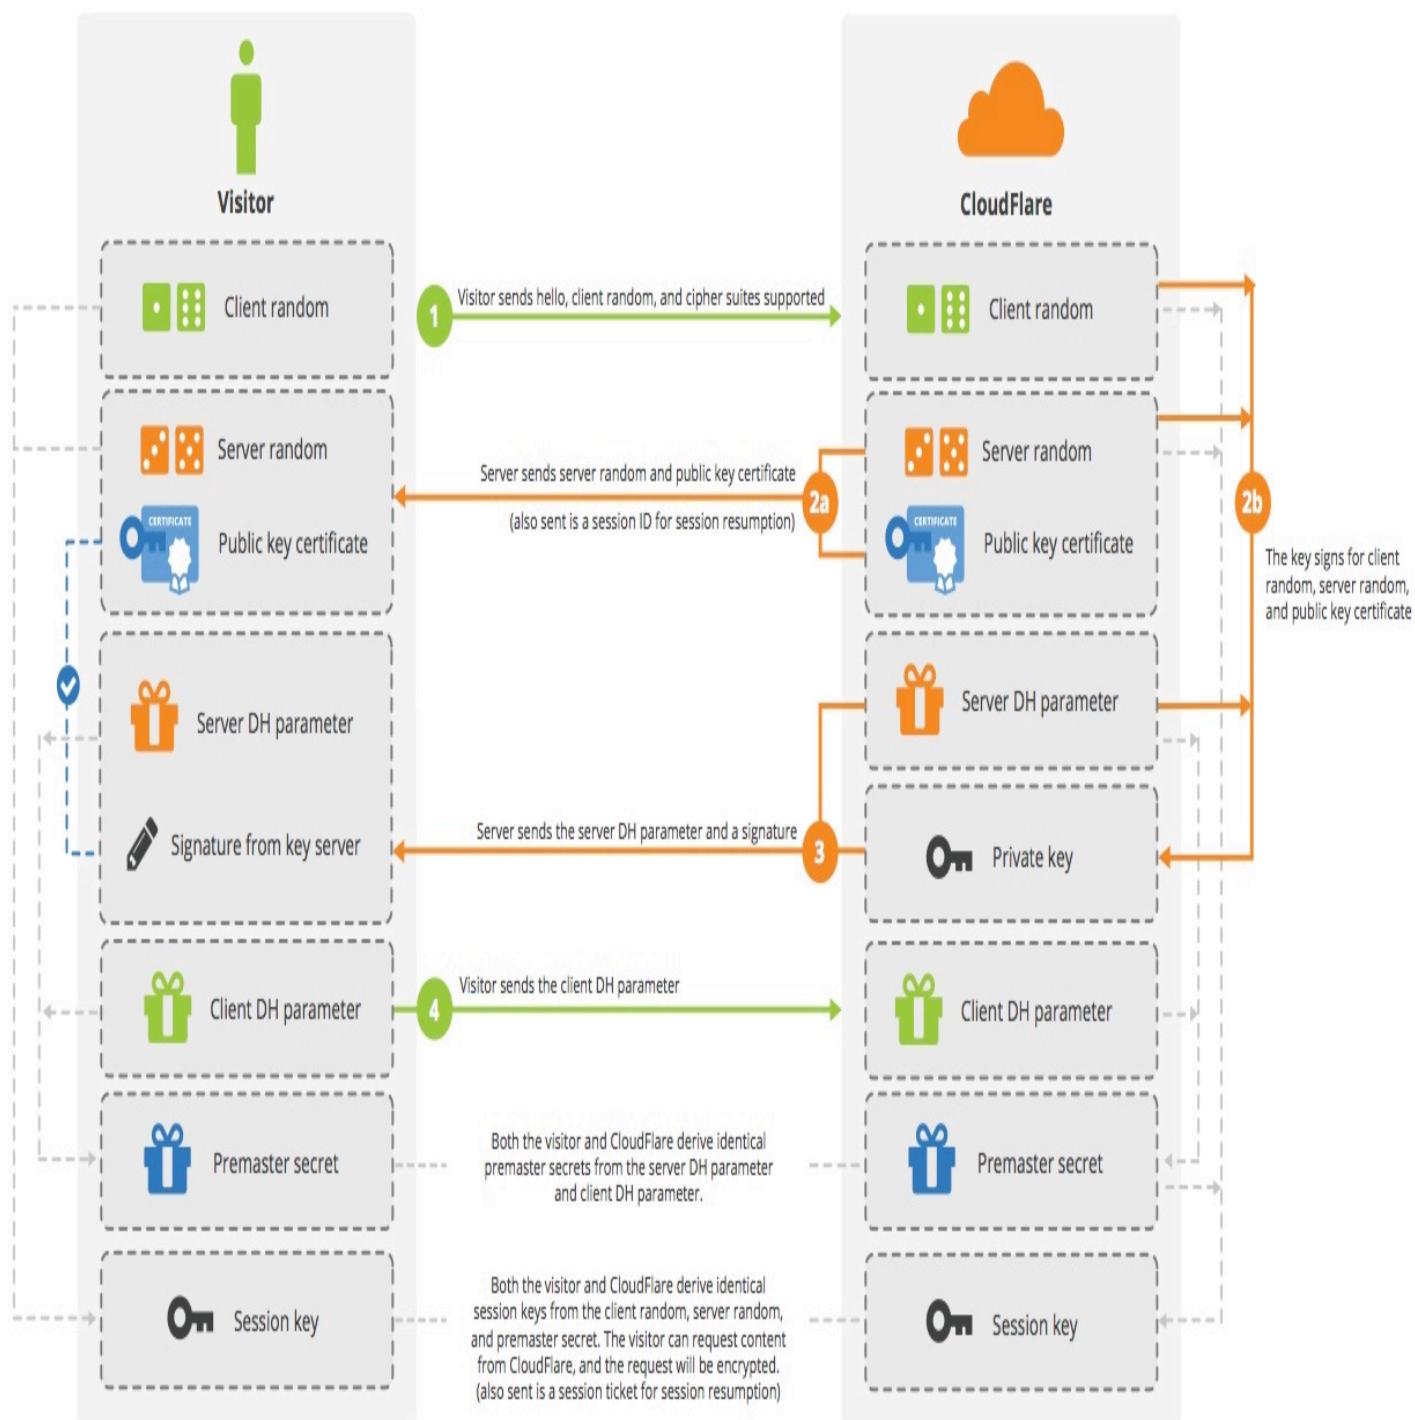 Visitor
CloudFlare
Client random
1
Visitor sends hello, client random, and cipher suites supported
Client random
Server random
Server sends server random and public key certificate
2a
(also sent is a session ID for session resumption)
Server random
2b
CERTIFICATE
Public key certificate
CERTIFICATE
Public key certificate
The key signs for client
random, server random,
and public key certificate
Server DH parameter
Server DH parameter
Signature from key server
Server sends the server DH parameter and a signature
3
Private key
Client DH parameter
4
Visitor sends the client DH parameter
Client DH parameter
Premaster secret
Both the visitor and CloudFlare derive identical
premaster secrets from the server DH parameter
and client DH parameter.
Premaster secret
Session key
Both the visitor and CloudFlare derive identical
session keys from the client random, server random,
and premaster secret. The visitor can request content
from CloudFlare, and the request will be encrypted.
(also sent is a session ticket for session resumption)
Session key